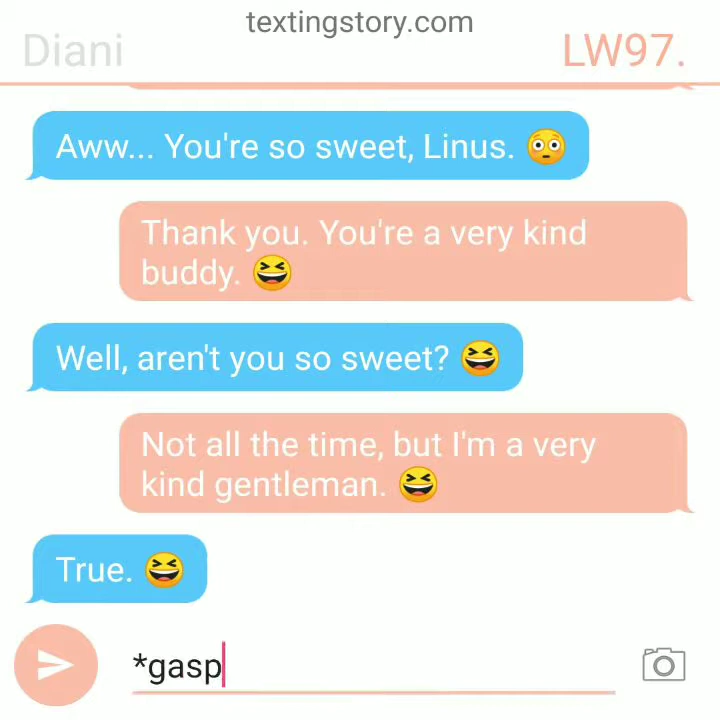 textingstory.com
Diani
LW97.
Aww... You're so sweet, Linus. 😳
Thank you. You're a very kind
buddy. 😆
Well, aren't you so sweet? 😆
Not all the time, but I'm a very
kind gentleman. 😆
True. 😆
*gasp